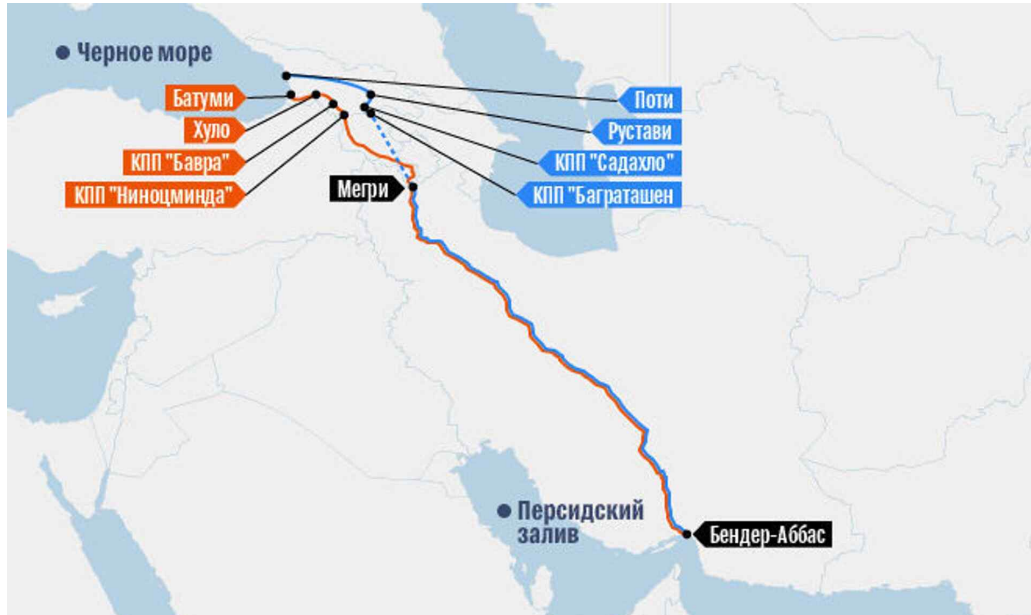 Черное море
Батуми
Поти
Хуло
Рустави
КПП "Бавра"
КПП "Садахло"
КПП "Ниноцминда"
КПП "Баграташен
Мегри
Персидский
залив
Бендер-Аббас